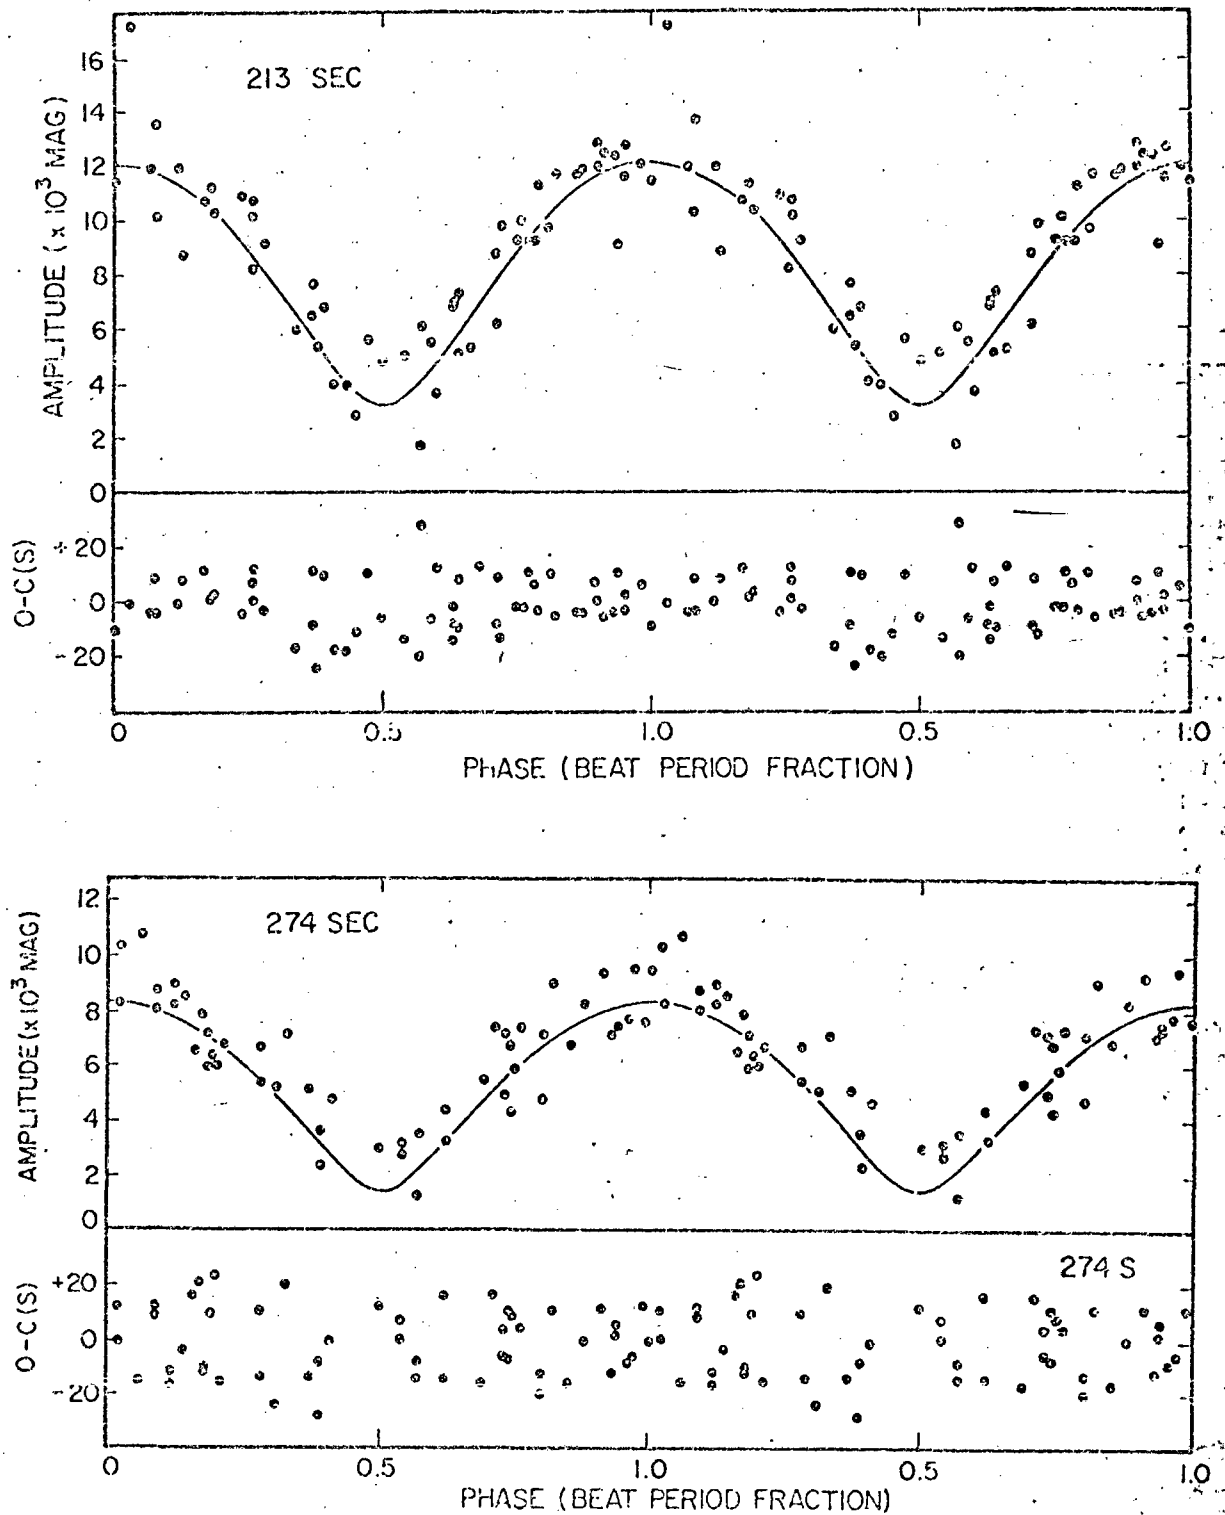 213 SEC
AMPLITUDE (x 10³ MAG)
16
14
12
10
8
6
4
2
0
O-C(S)
+20
0
-20
0 0.5 1.0 0.5 1.0
PHASE (BEAT PERIOD FRACTION)
274 SEC
AMPLITUDE (x10³ MAG)
12
10
8
6
4
2
0
274 S
O-C(S)
+20
0
-20
0 0.5 1.0 0.5 1.0
PHASE (BEAT PERIOD FRACTION)